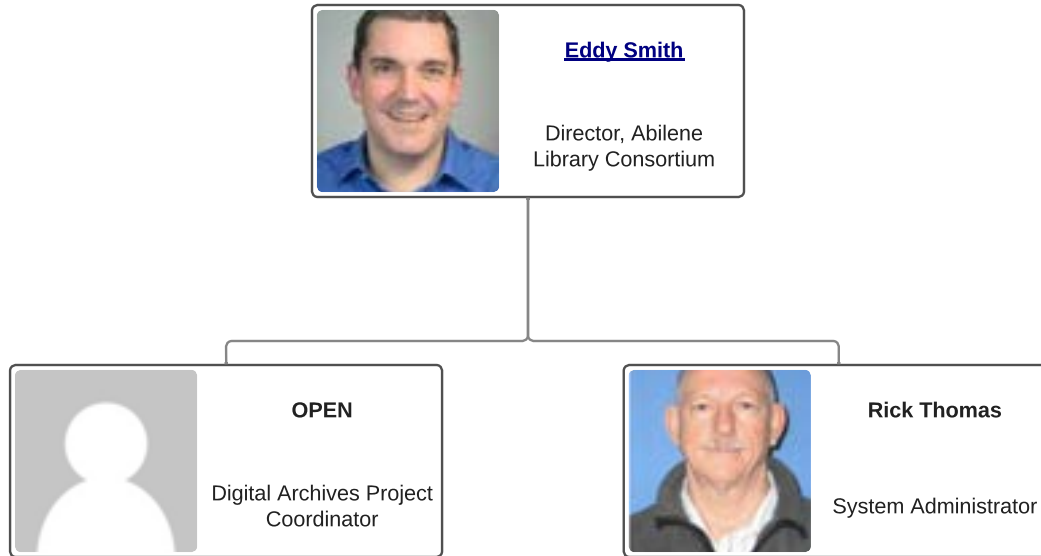 Eddy Smith
Director, Abilene
Library Consortium
OPEN
Digital Archives Project
Coordinator
Rick Thomas
System Administrator